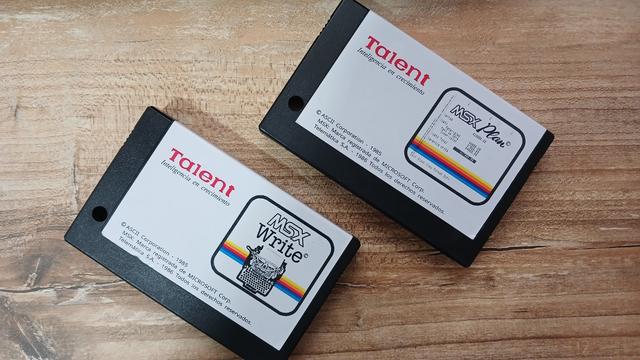 Talent
Inteligencia en crecimiento
MSX
Plan©
© ASCII Corporation - 1985
MSX: Marca registrada de MICROSOFT Corp.
Telemática S.A. - 1986 Todos los derechos reservados.
Talent
Inteligencia en crecimiento
MSX
Write©
© ASCII Corporation - 1985
MSX: Marca registrada de MICROSOFT Corp.
Telemática S.A. - 1986 Todos los derechos reservados.